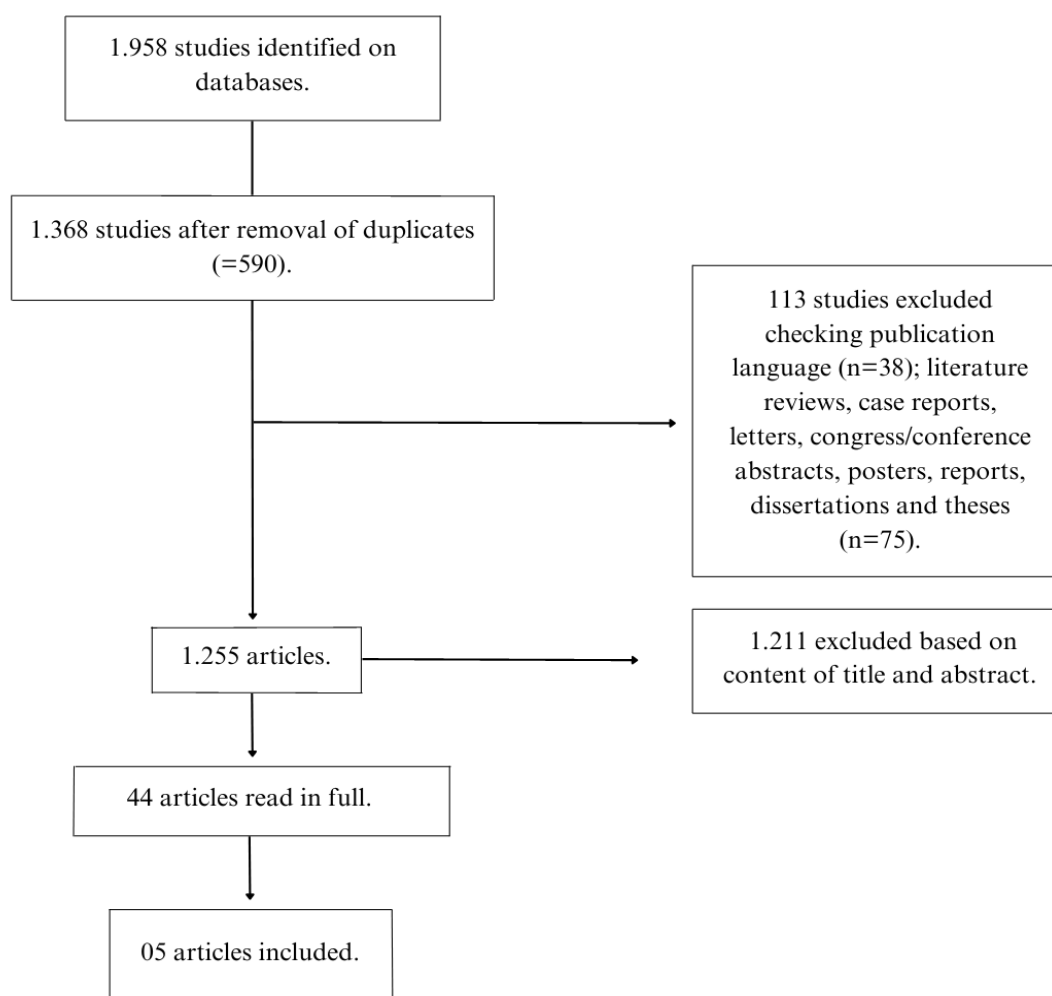 1.958 studies identified on
databases.
1.368 studies after removal of duplicates
(=590).
113 studies excluded
checking publication
language (n=38); literature
reviews, case reports,
letters, congress/conference
abstracts, posters, reports,
dissertations and theses
(n=75).
1.255 articles.
1.211 excluded based on
content of title and abstract.
44 articles read in full.
05 articles included.